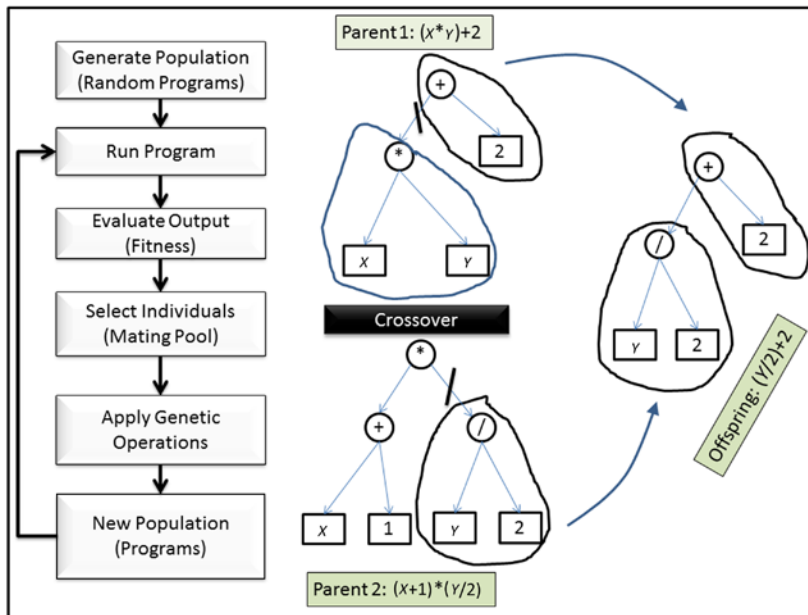 Generate Population
(Random Programs)
Run Program
Evaluate Output
(Fitness)
Select Individuals
(Mating Pool)
Apply Genetic
Operations
New Population
(Programs)
Parent 1: (X*Y)+2
+
*
2
X
Y
Crossover
*
+
/
X
1
Y
2
Parent 2: (X+1)*(Y/2)
+
/
2
Y
2
Offspring: (Y/2)+2